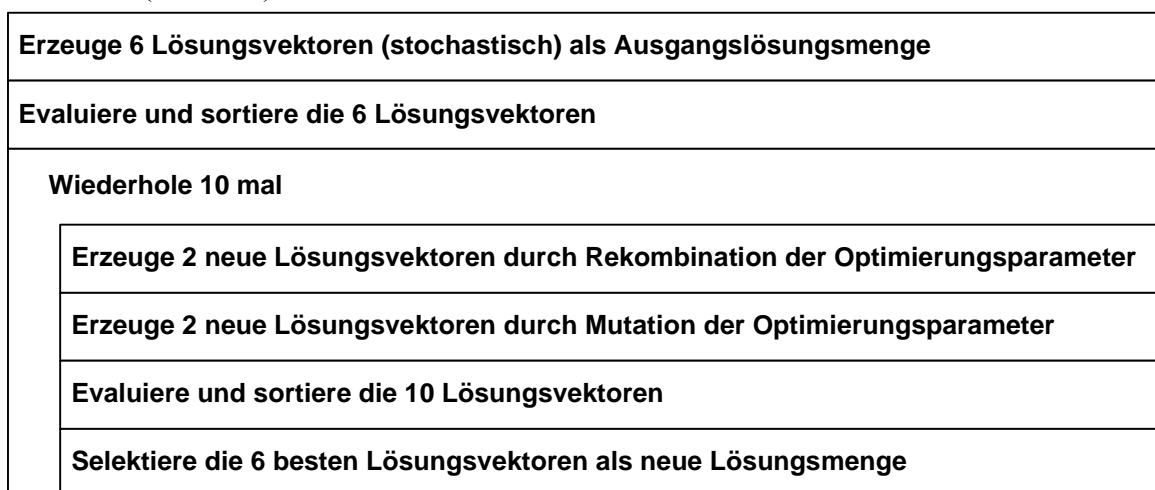 Erzeuge 6 Lösungsvektoren (stochastisch) als Ausgangslösungsmenge
Evaluiere und sortiere die 6 Lösungsvektoren
Wiederhole 10 mal
Erzeuge 2 neue Lösungsvektoren durch Rekombination der Optimierungsparameter
Erzeuge 2 neue Lösungsvektoren durch Mutation der Optimierungsparameter
Evaluiere und sortiere die 10 Lösungsvektoren
Selektiere die 6 besten Lösungsvektoren als neue Lösungsmenge